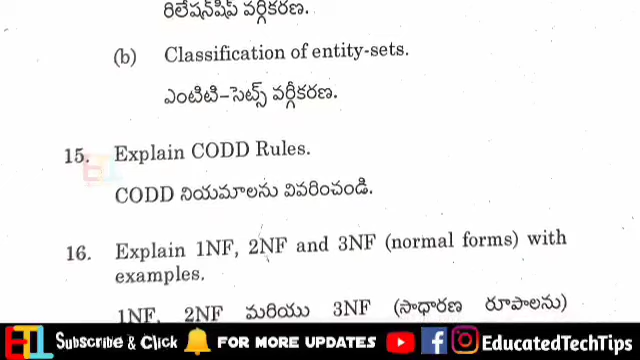 రిలేషన్‌షిప్ వర్గీకరణ.
(b) Classification of entity-sets.
ఎంటిటి–సెట్స్ వర్గీకరణ.
15. Explain CODD Rules.
CODD నియమాలను వివరించండి.
16. Explain 1NF, 2NF and 3NF (normal forms) with
examples.
1NF, 2NF మరియు 3NF (సాధారణ రూపాలను)
ETL Subscribe & Click FOR MORE UPDATES EducatedTechTips